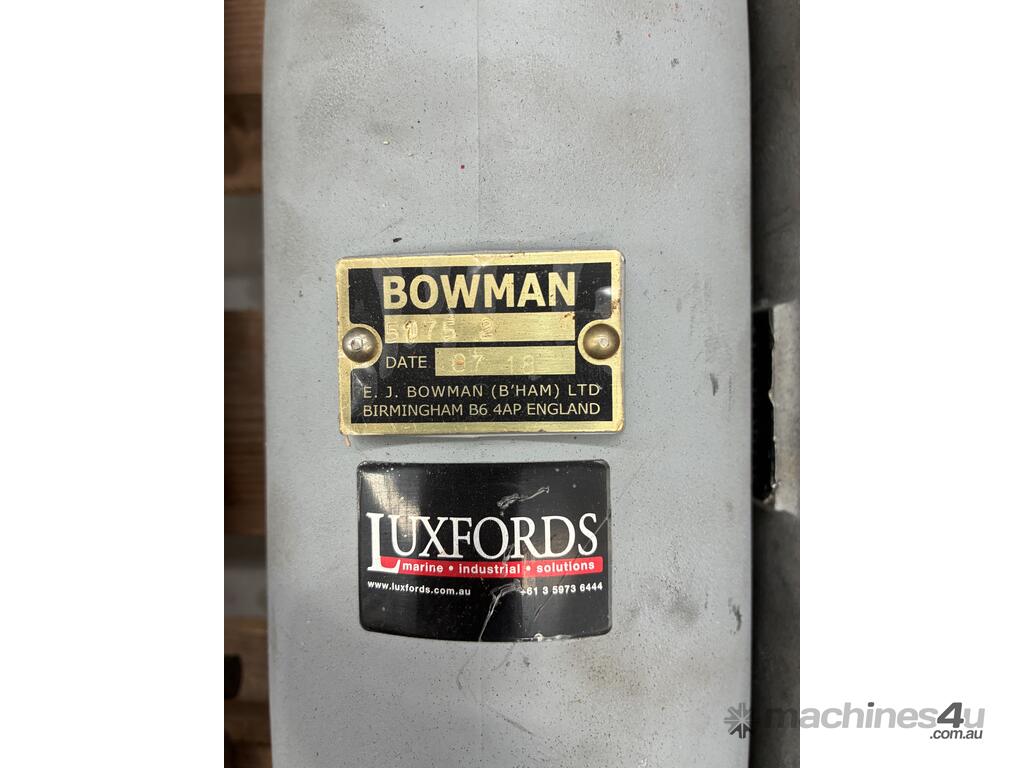 BOWMAN
5175 2
DATE 07 18
E. J. BOWMAN (B'HAM) LTD
BIRMINGHAM B6 4AP ENGLAND
LUXFORDS
marine • industrial • solutions
www.luxfords.com.au +61 3 5973 6444
machines4u
.com.au